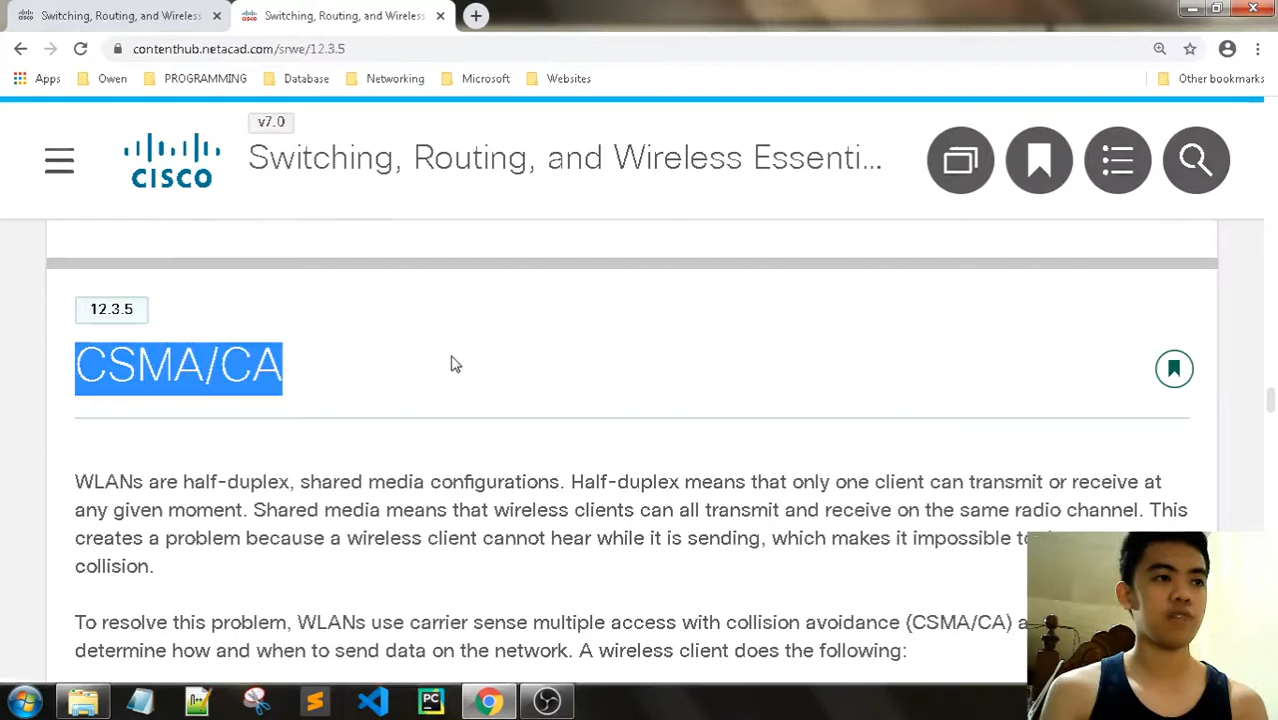 Switching, Routing, and Wireless
Switching, Routing, and Wireless
contenthub.netacad.com/srwe/12.3.5
Apps Owen PROGRAMMING Database Networking Microsoft Websites Other bookmarks
v7.0
CISCO
Switching, Routing, and Wireless Essenti...
12.3.5
CSMA/CA
WLANs are half-duplex, shared media configurations. Half-duplex means that only one client can transmit or receive at
any given moment. Shared media means that wireless clients can all transmit and receive on the same radio channel. This
creates a problem because a wireless client cannot hear while it is sending, which makes it impossible to
collision.
To resolve this problem, WLANs use carrier sense multiple access with collision avoidance (CSMA/CA) a
determine how and when to send data on the network. A wireless client does the following:
PC